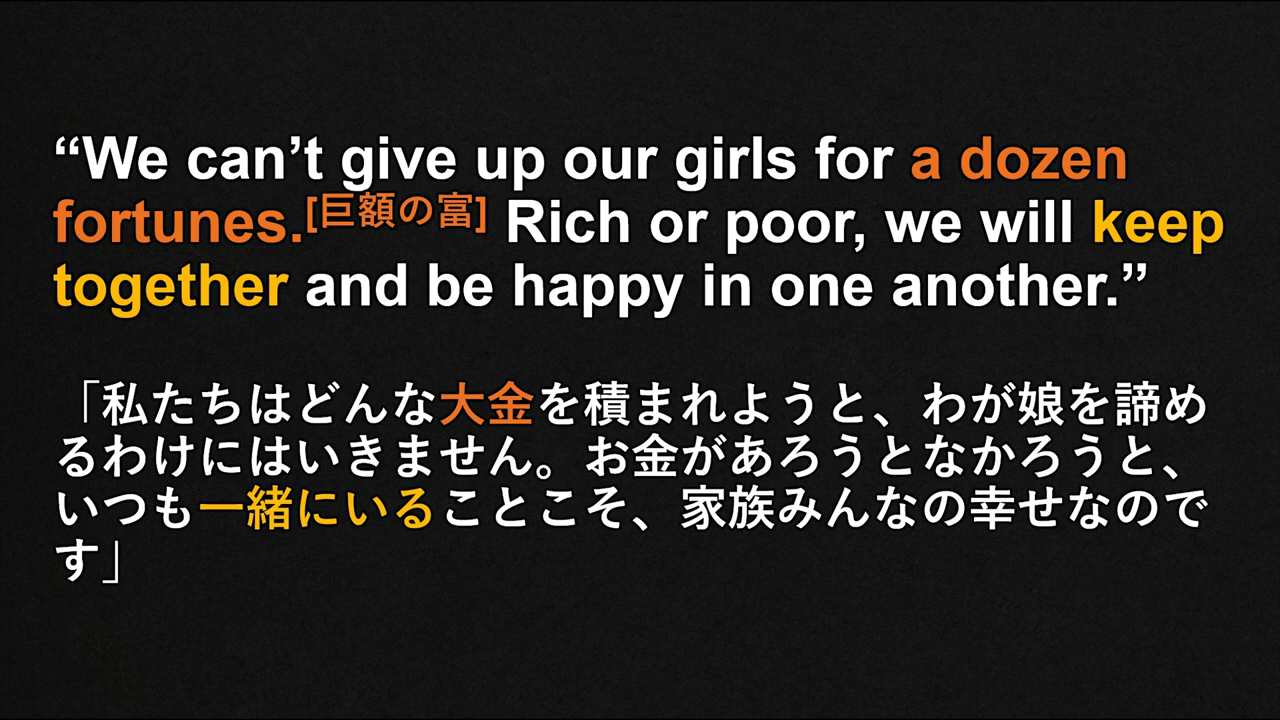 “We can’t give up our girls for a dozen
fortunes.[巨額の富] Rich or poor, we will keep
together and be happy in one another.”
「私たちはどんな大金を積まれようと、わが娘を諦め
るわけにはいきません。お金があろうとなかろうと、
いつも一緒にいることこそ、家族みんなの幸せなので
す」